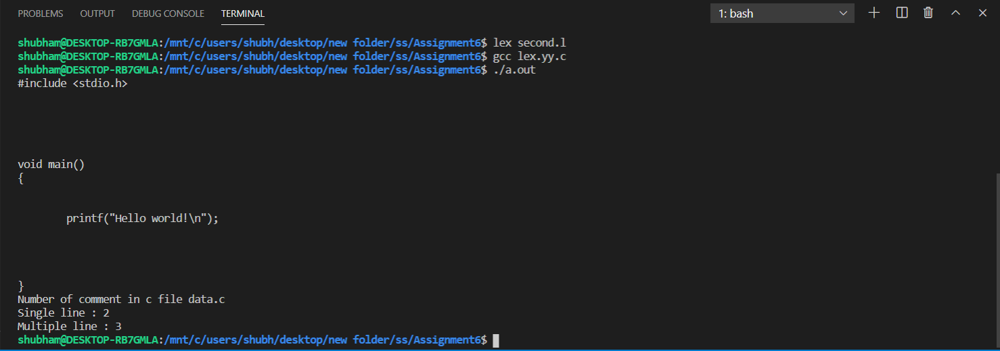 PROBLEMS OUTPUT DEBUG CONSOLE TERMINAL 1: bash
shubham@DESKTOP-RB7GMLA:/mnt/c/users/shubh/desktop/new folder/ss/Assignment6$ lex second.l
shubham@DESKTOP-RB7GMLA:/mnt/c/users/shubh/desktop/new folder/ss/Assignment6$ gcc lex.yy.c
shubham@DESKTOP-RB7GMLA:/mnt/c/users/shubh/desktop/new folder/ss/Assignment6$ ./a.out
#include <stdio.h>
void main()
{
printf("Hello world!\n");
}
Number of comment in c file data.c
Single line : 2
Multiple line : 3
shubham@DESKTOP-RB7GMLA:/mnt/c/users/shubh/desktop/new folder/ss/Assignment6$